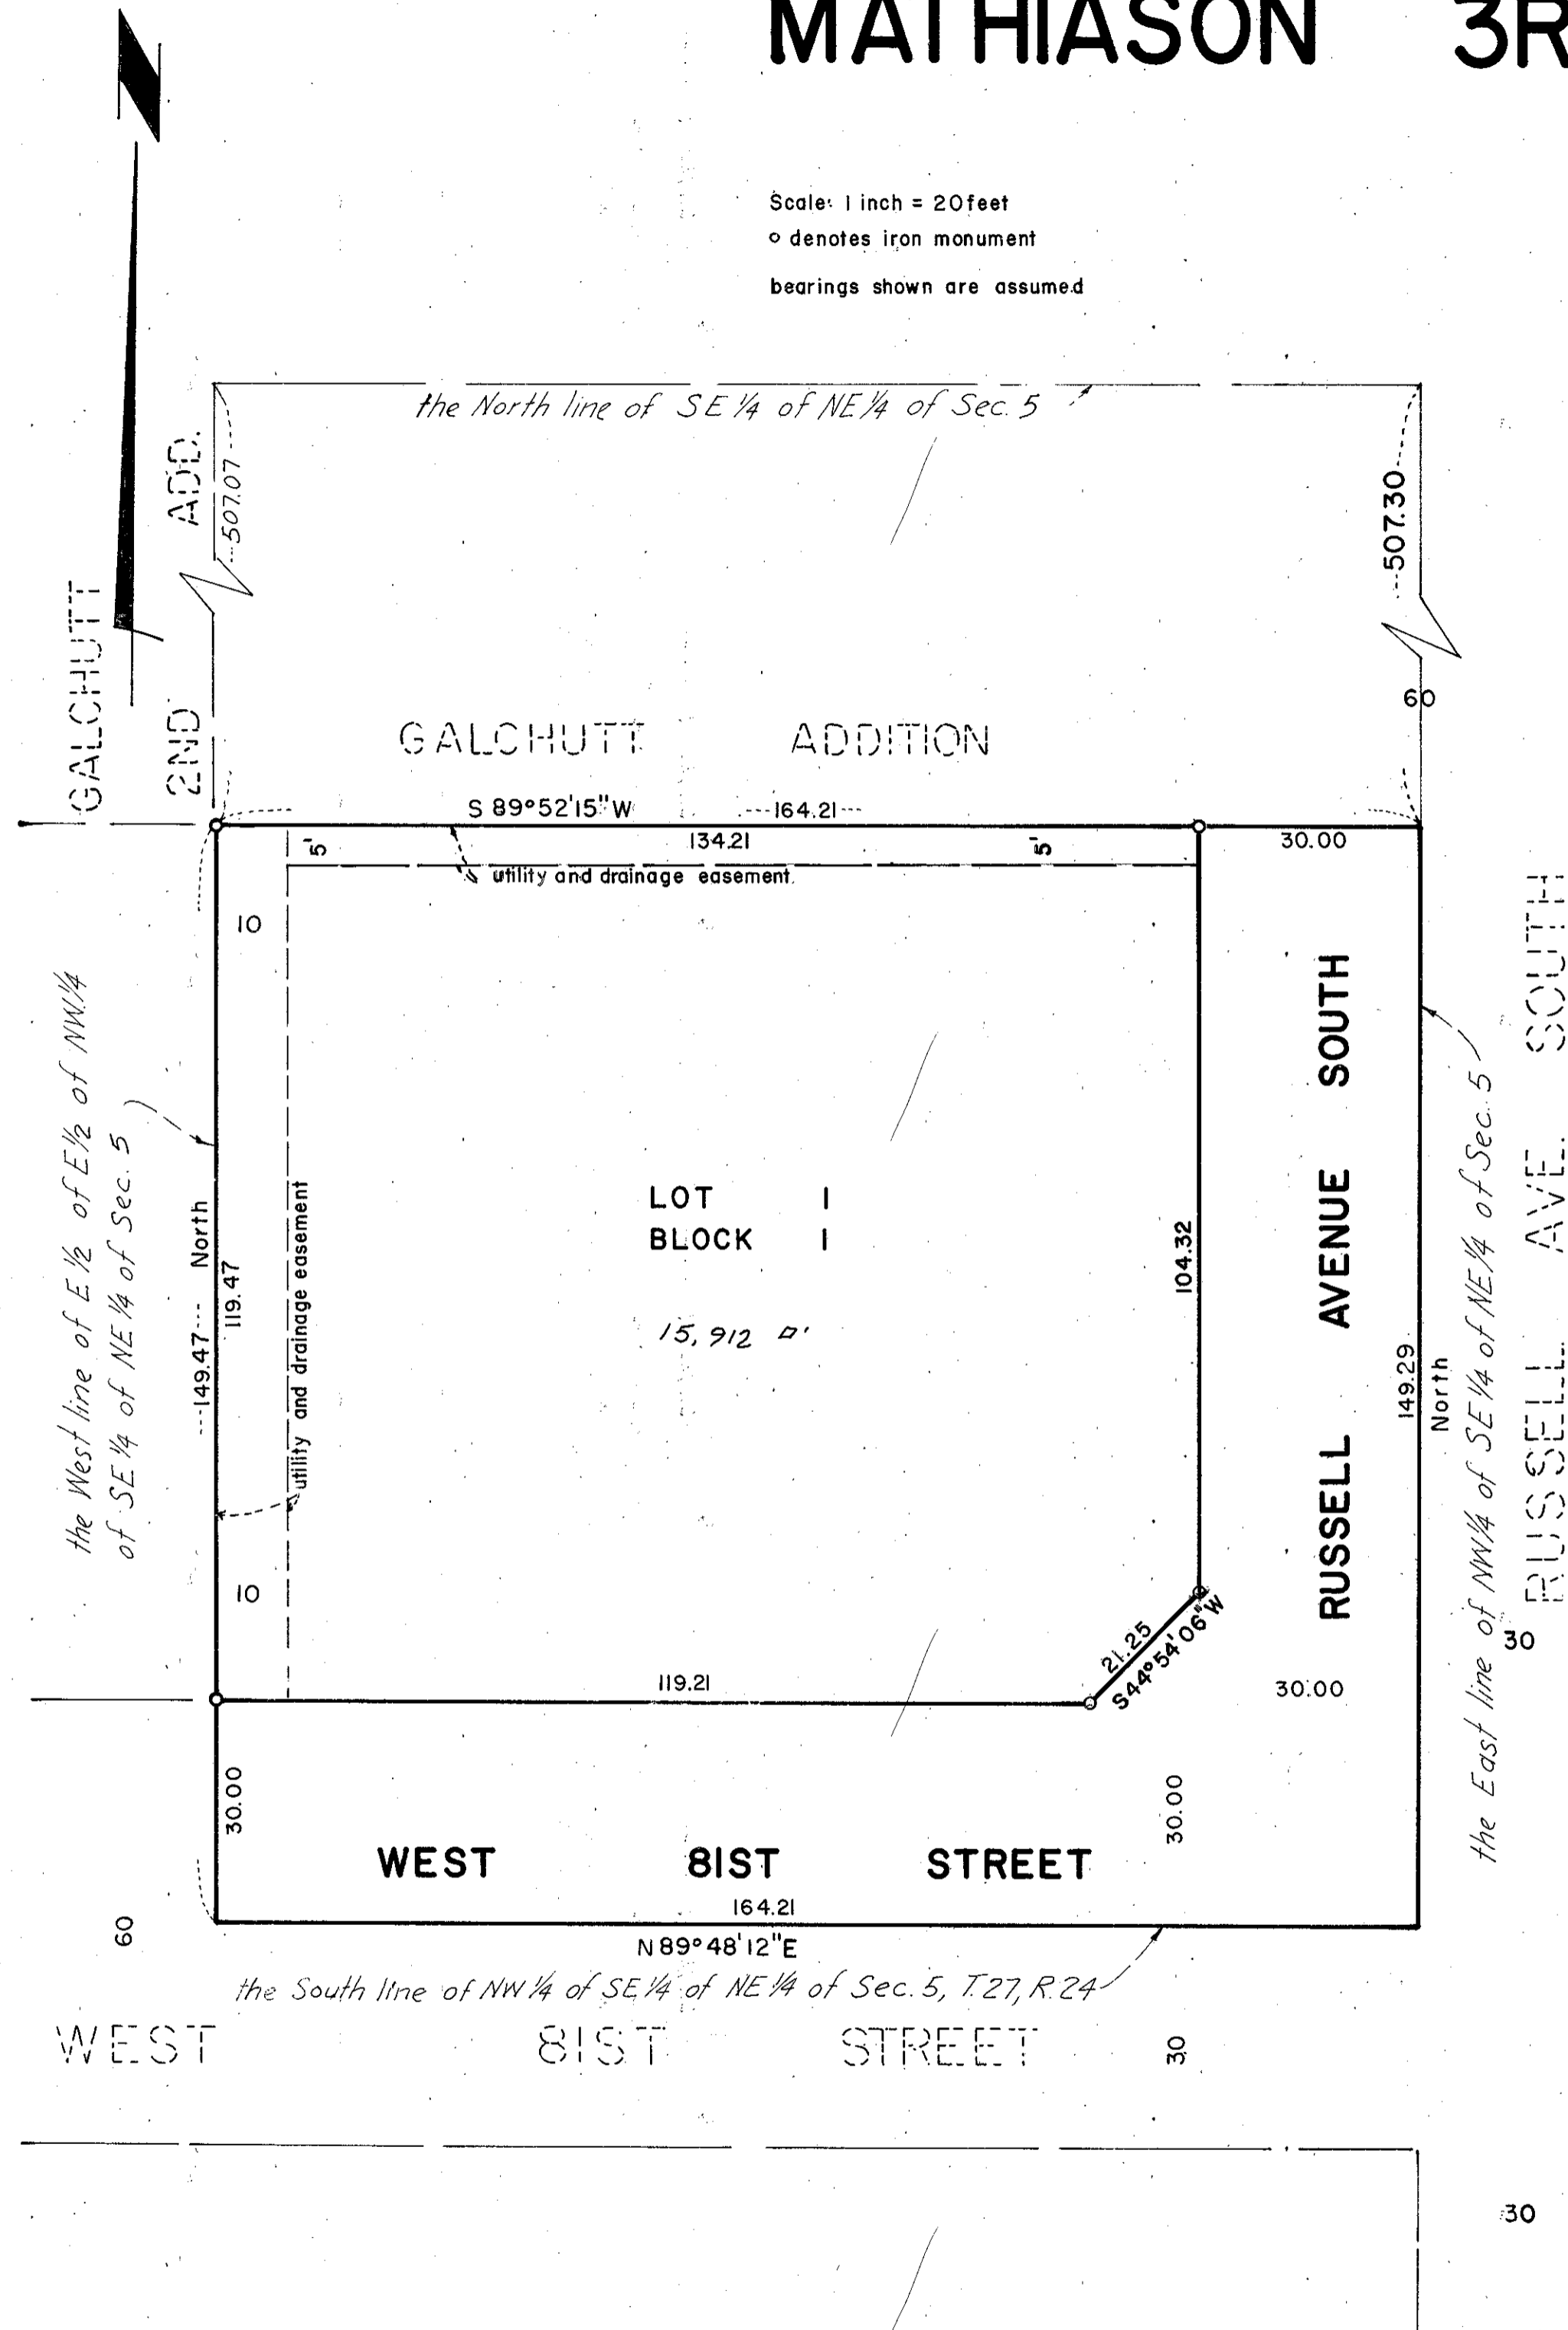 MATHIASON 3R
N
Scale: 1 inch = 20 feet
o denotes iron monument
bearings shown are assumed
the North line of SE 1/4 of NE 1/4 of Sec. 5
---507.07---
---507.30---
GALCHUTT
2ND ADD.
GALCHUTT ADDITION
60
S 89°52'15" W
---164.21---
134.21
30.00
5
5
utility and drainage easement
10
the West line of E 1/2 of E 1/2 of NW 1/4
of SE 1/4 of NE 1/4 of Sec. 5
---149.47--- North
119.47
utility and drainage easement
LOT 1
BLOCK 1
15,912 □'
104.32
RUSSELL AVENUE SOUTH
149.29
North
the East line of NW 1/4 of SE 1/4 of NE 1/4 of Sec. 5
RUSSELL AVE. SOUTH
10
21.25
S 44°54'06" W
119.21
30.00
30
30.00
30.00
WEST 81ST STREET
164.21
60
N 89°48'12" E
the South line of NW 1/4 of SE 1/4 of NE 1/4 of Sec. 5, T. 27, R. 24
WEST 81ST STREET
30
30